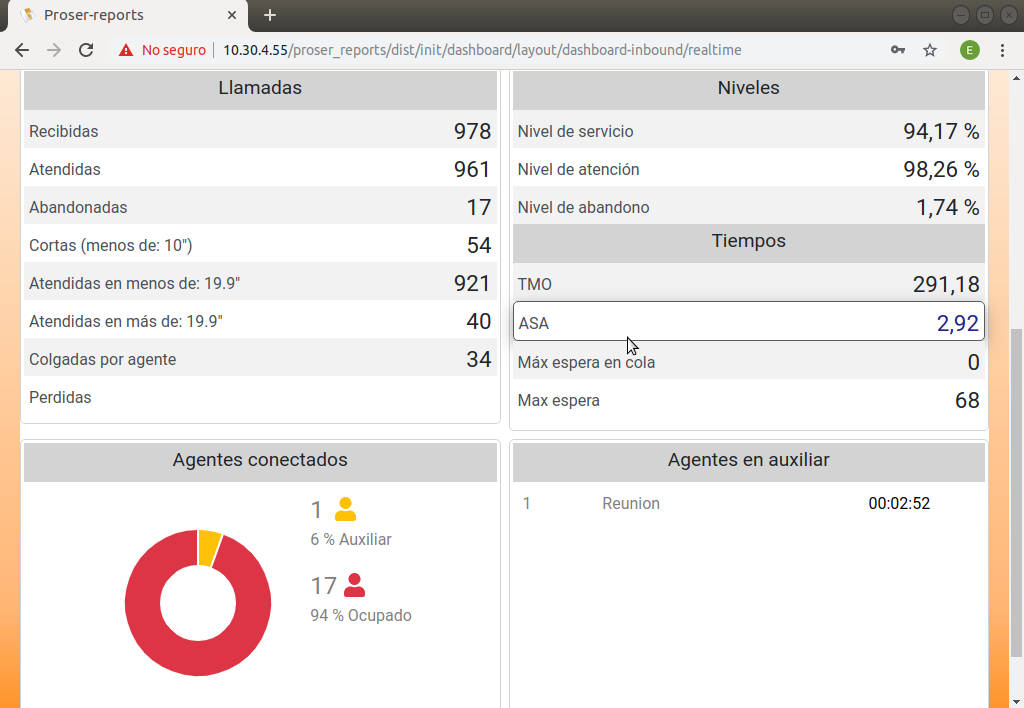 Proser-reports
No seguro
10.30.4.55/proser_reports/dist/init/dashboard/layout/dashboard-inbound/realtime
E
Llamadas
Recibidas 978
Atendidas 961
Abandonadas 17
Cortas (menos de: 10") 54
Atendidas en menos de: 19.9" 921
Atendidas en más de: 19.9" 40
Colgadas por agente 34
Perdidas
Niveles
Nivel de servicio 94,17 %
Nivel de atención 98,26 %
Nivel de abandono 1,74 %
Tiempos
TMO 291,18
ASA 2,92
Máx espera en cola 0
Max espera 68
Agentes conectados
1
6 % Auxiliar
17
94 % Ocupado
Agentes en auxiliar
1 Reunion 00:02:52